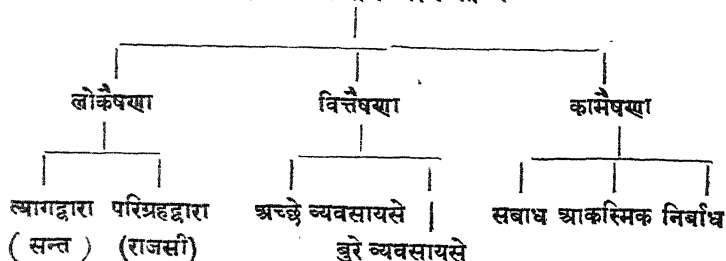 लोकैषणा वित्तैषणा कामैषणा
त्यागद्वारा परिग्रहद्वारा अच्छे व्यवसायसे सबाध आकस्मिक निर्बाध
( सन्त ) (राजसी) बुरे व्यवसायसे